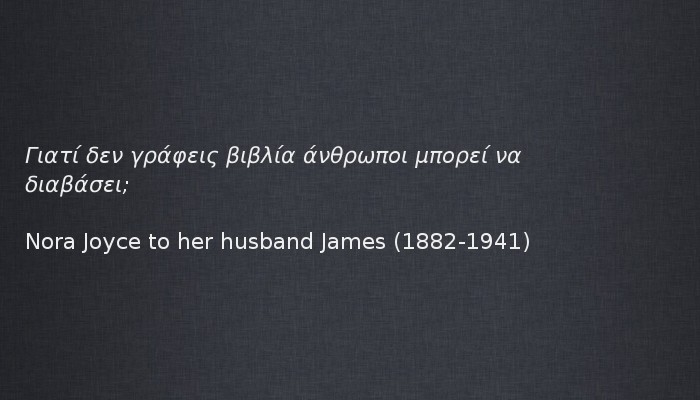 Γιατί δεν γράφεις βιβλία άνθρωποι μπορεί να
διαβάσει;
Nora Joyce to her husband James (1882-1941)